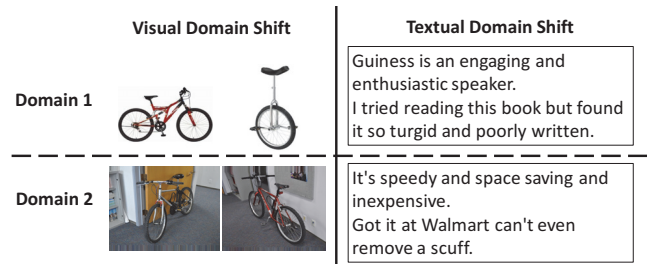 Visual Domain Shift
Textual Domain Shift
Domain 1
Guiness is an engaging and
enthusiastic speaker.
I tried reading this book but found
it so turgid and poorly written.
Domain 2
It's speedy and space saving and
inexpensive.
Got it at Walmart can't even
remove a scuff.